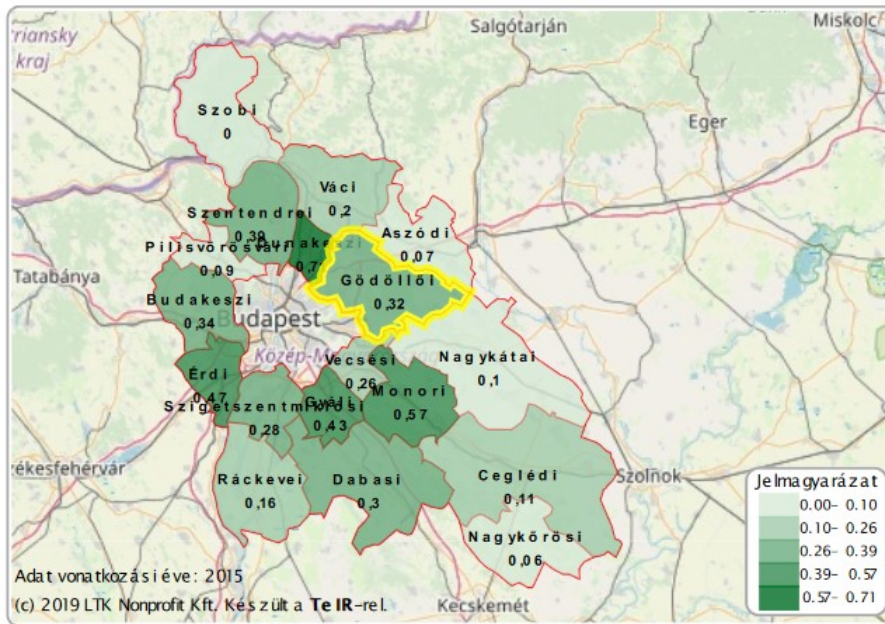 Salgótarján
Miskolc
Eger
Szobi
0
Váci
0,2
Szentendrei
0,39
Aszódi
0,07
Pilisvörösvári
0,09
Gödöllői
0,32
Tatabánya
Budakeszi
0,34
Budapest
Nagykátai
0,1
Vecsési
0,26
Érdi
0,47
Monori
0,57
Gyáli
0,43
Szigetszentmiklósi
0,28
Ráckevei
0,16
Dabasi
0,3
Ceglédi
0,11
Szolnok
Nagykőrösi
0,06
Kecskemét
Jelmagyarázat
0.00- 0.10
0.10- 0.26
0.26- 0.39
0.39- 0.57
0.57- 0.71
Adat vonatkozási éve: 2015
(c) 2019 LTK Nonprofit Kft. Készült a TeIR-rel.